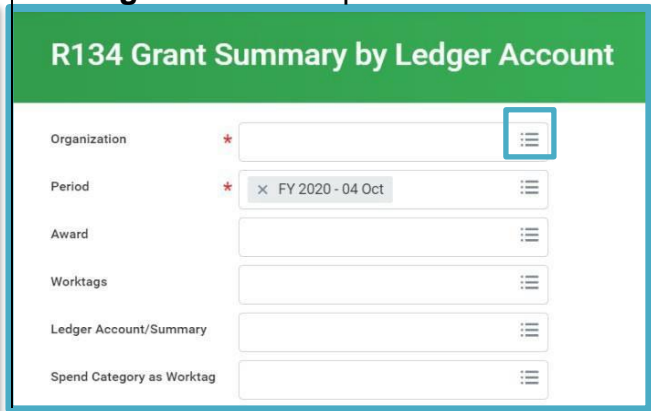 R134 Grant Summary by Ledger Account
Organization *
Period * × FY 2020 - 04 Oct
Award
Worktags
Ledger Account/Summary
Spend Category as Worktag